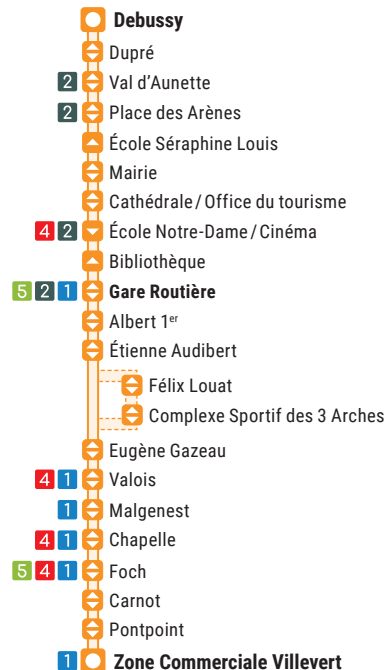 Debussy
Dupré
2 Val d'Aunette
2 Place des Arènes
École Séraphine Louis
Mairie
Cathédrale / Office du tourisme
4 2 École Notre-Dame / Cinéma
Bibliothèque
5 2 1 Gare Routière
Albert 1er
Étienne Audibert
Félix Louat
Complexe Sportif des 3 Arches
Eugène Gazeau
4 1 Valois
1 Malgenest
4 1 Chapelle
5 4 1 Foch
Carnot
Pontpoint
1 Zone Commerciale Villevert